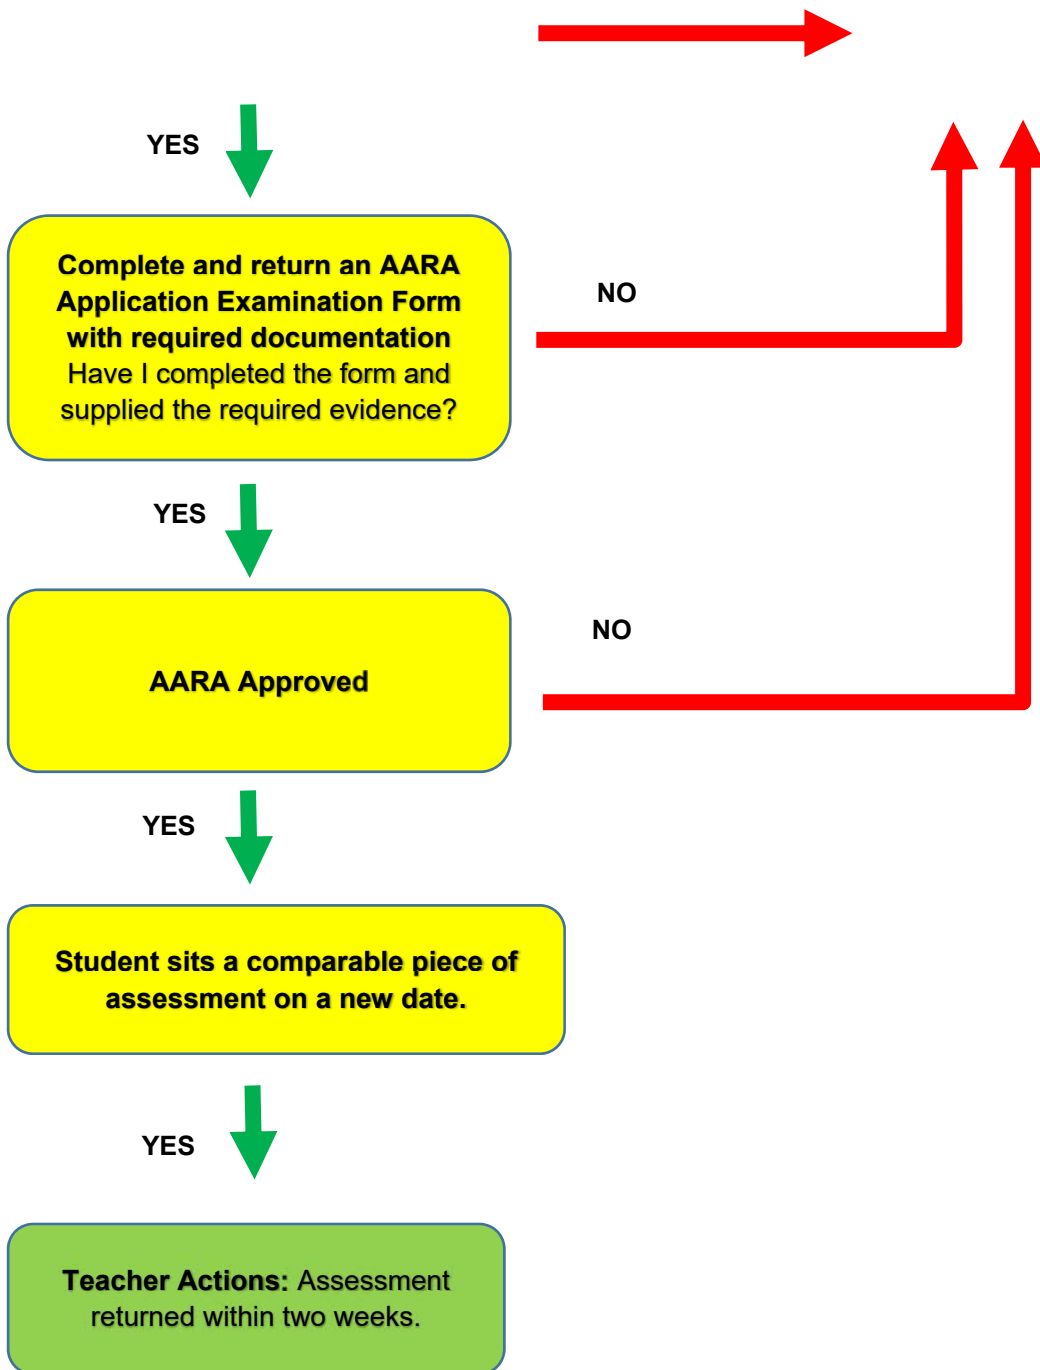 YES
Complete and return an AARA
Application Examination Form
with required documentation
Have I completed the form and
supplied the required evidence?
NO
YES
AARA Approved
NO
YES
Student sits a comparable piece of
assessment on a new date.
YES
Teacher Actions: Assessment
returned within two weeks.